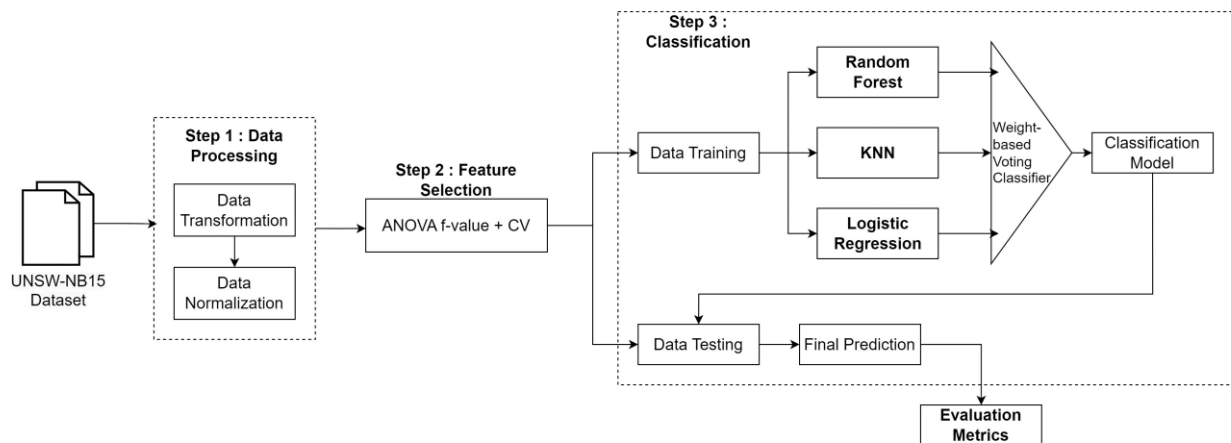 UNSW-NB15
Dataset
Step 1 : Data
Processing
Data
Transformation
Data
Normalization
Step 2 : Feature
Selection
ANOVA f-value + CV
Step 3 :
Classification
Data Training
Random
Forest
KNN
Logistic
Regression
Weight-
based
Voting
Classifier
Classification
Model
Data Testing
Final Prediction
Evaluation
Metrics